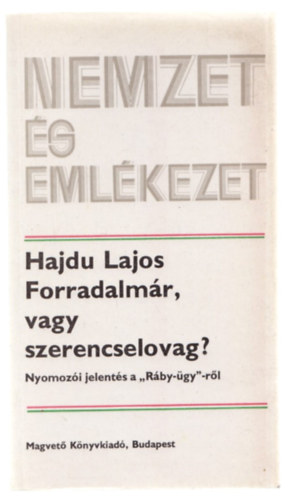 NEMZET
ÉS
EMLÉKEZET
Hajdu Lajos
Forradalmár,
vagy
szerencselovag?
Nyomozói jelentés a „Ráby-ügy"-ről
Magvető Könyvkiadó, Budapest